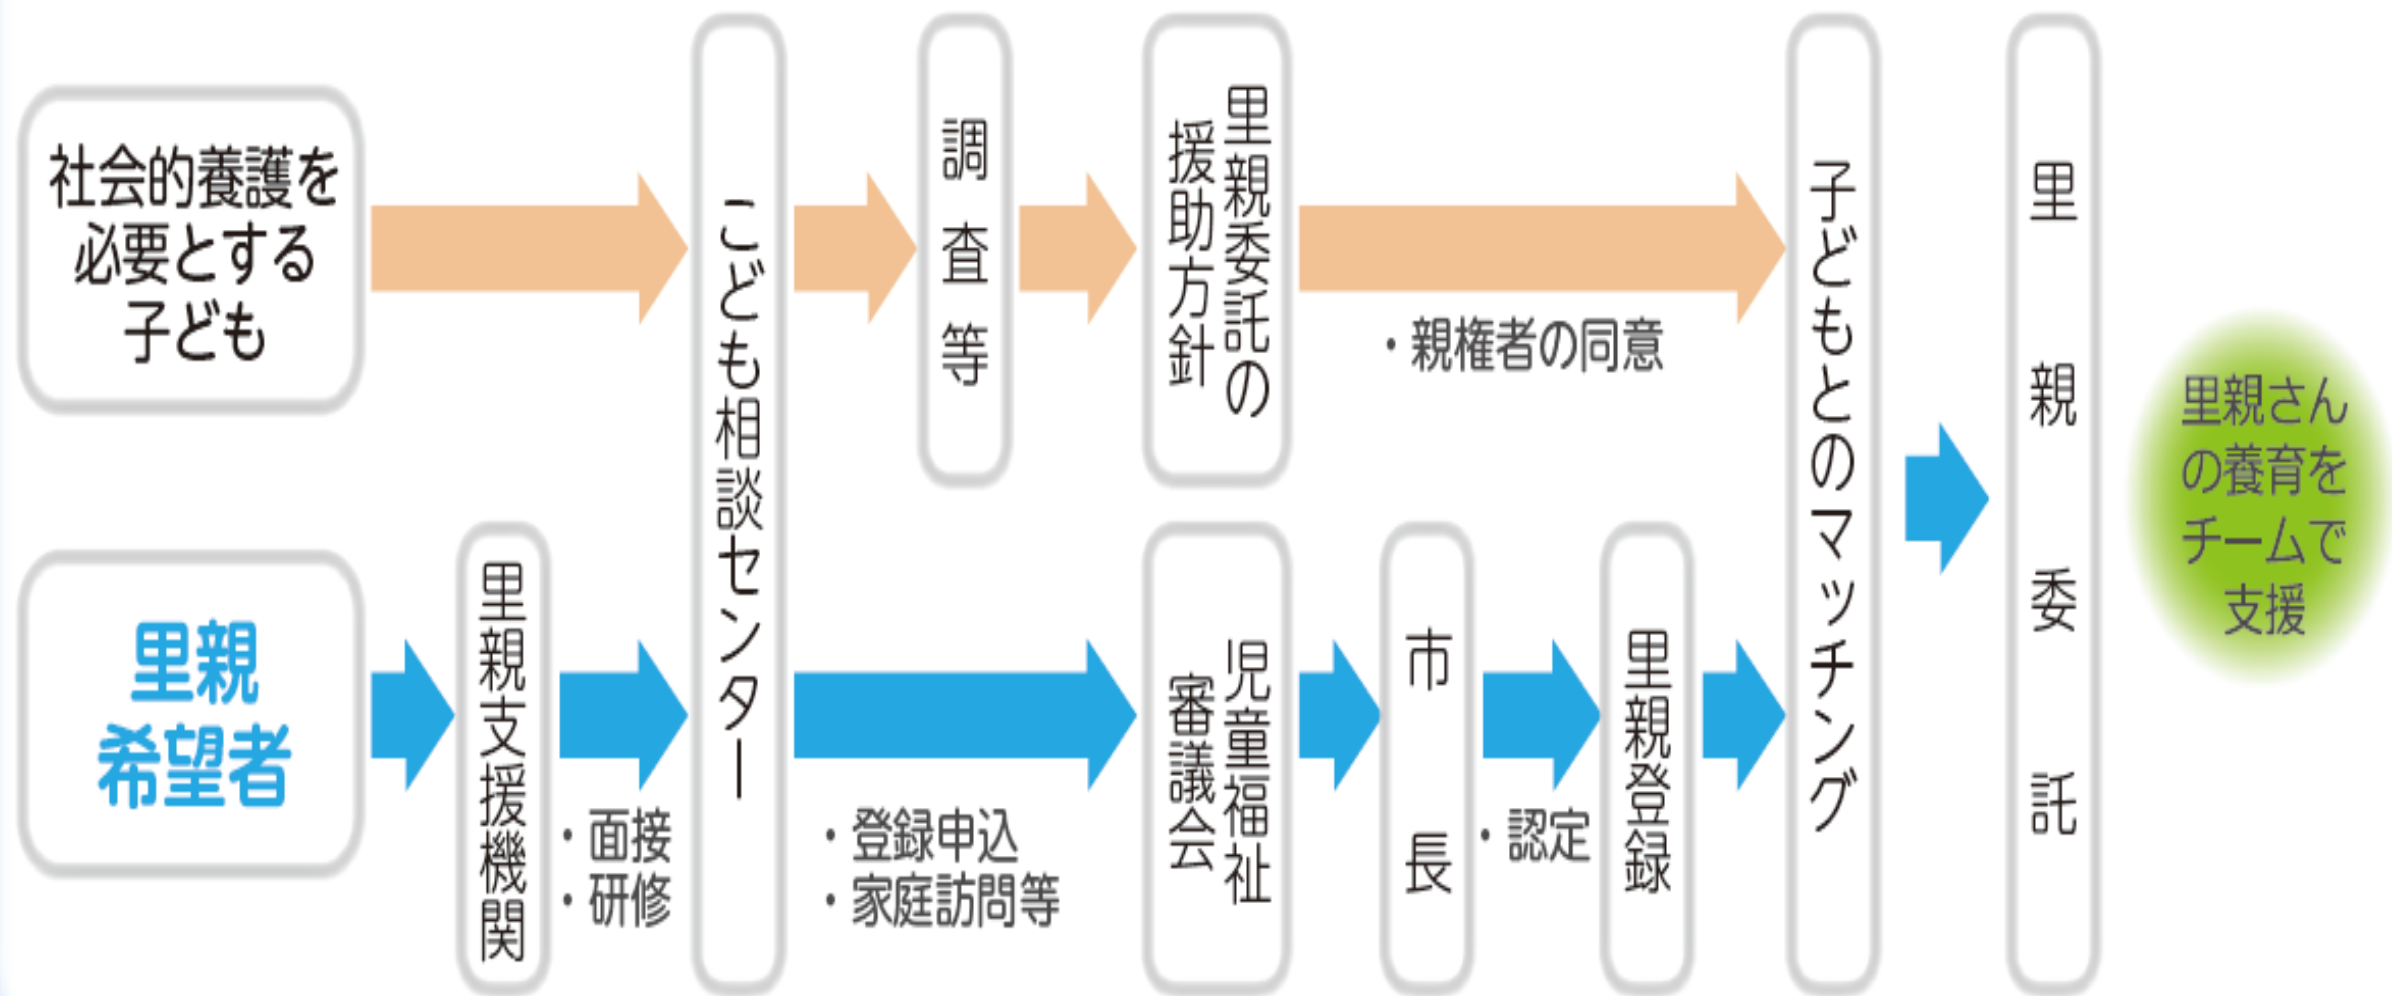 社会的養護を
必要とする
子ども
里親
希望者
里親支援機関
・面接
・研修
こども相談センター
調査等
里親委託の
援助方針
・親権者の同意
・登録申込
・家庭訪問等
児童福祉
審議会
市長
・認定
里親登録
子どもとのマッチング
里親委託
里親さん
の養育を
チームで
支援